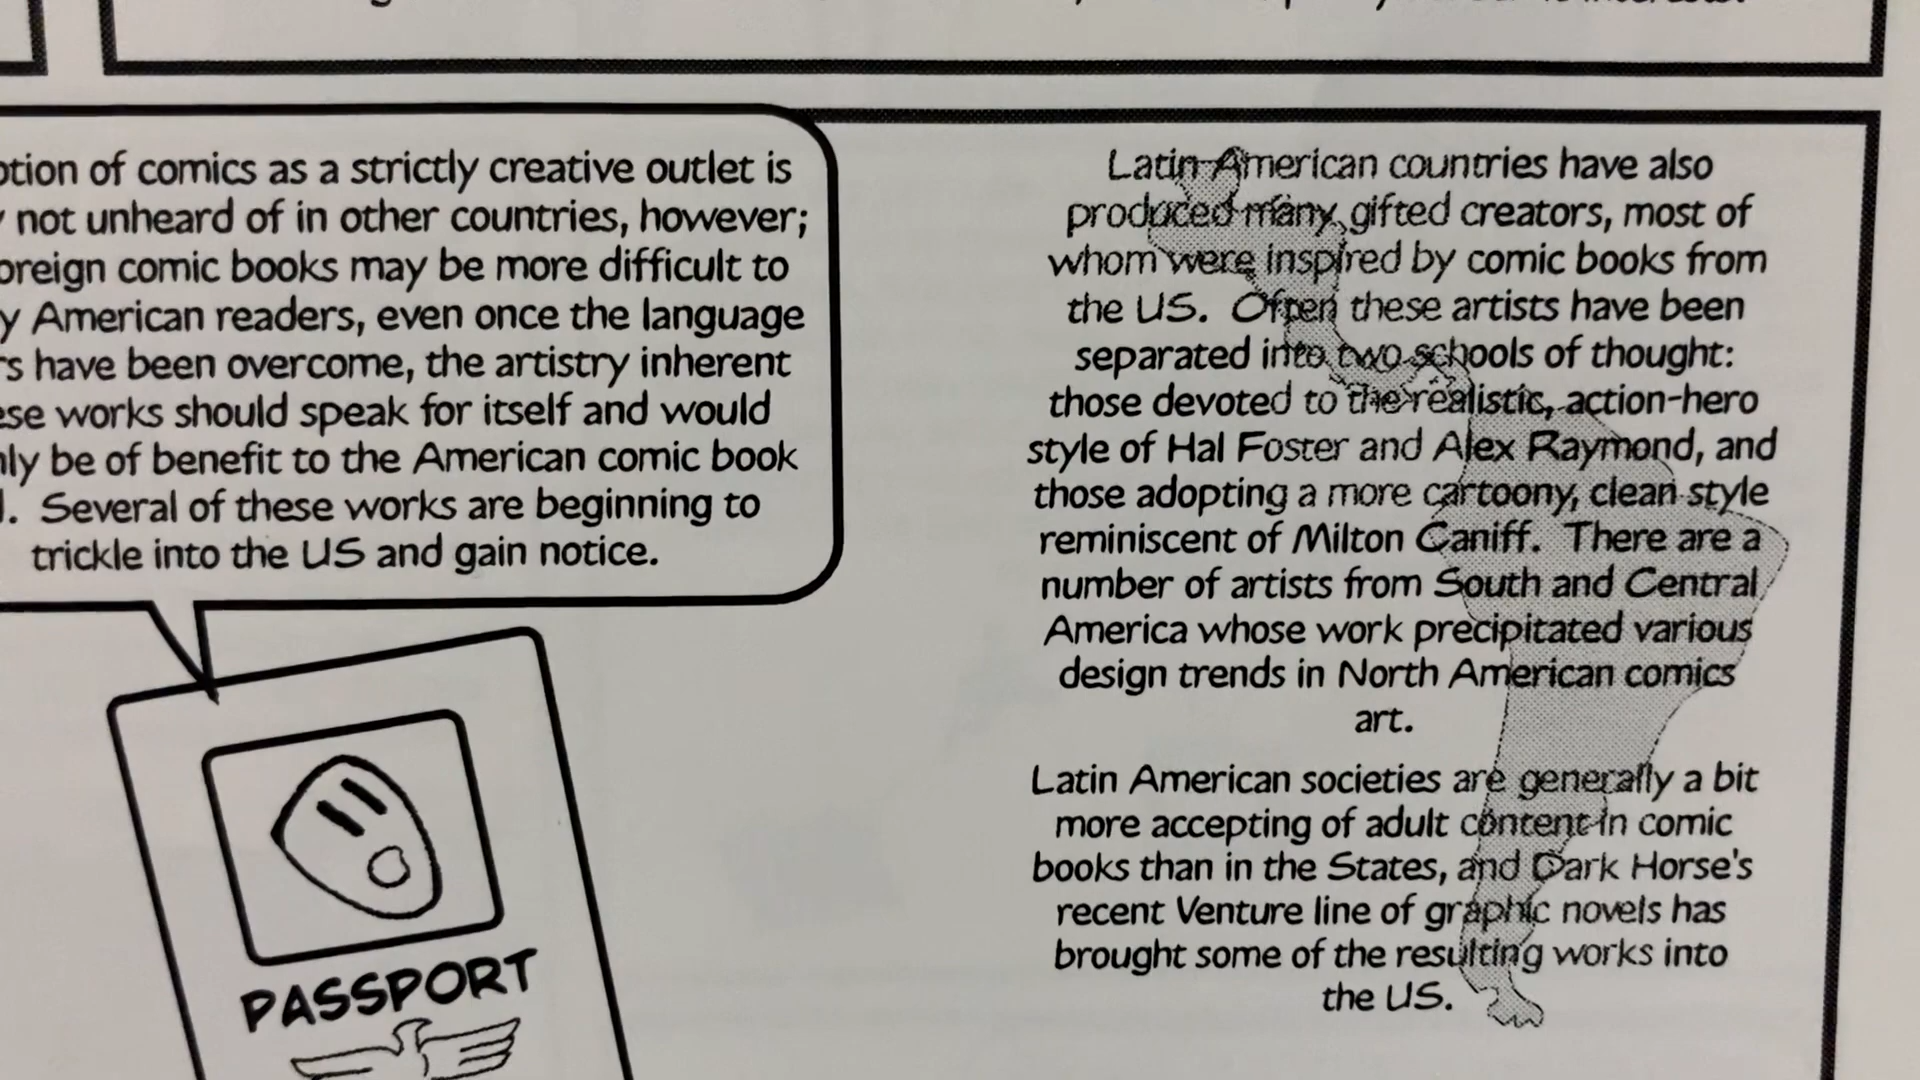 of comics as a strictly creative outlet is
not unheard of in other countries, however;
comic books may be more difficult to
American readers, even once the language
have been overcome, the artistry inherent
works should speak for itself and would
be of benefit to the American comic book
Several of these works are beginning to
trickle into the US and gain notice.
PASSPORT
Latin American countries have also
produced many gifted creators, most of
whom were inspired by comic books from
the US. Often these artists have been
separated into two schools of thought:
those devoted to the realistic, action-hero
style of Hal Foster and Alex Raymond, and
those adopting a more cartoony, clean style
reminiscent of Milton Caniff. There are a
number of artists from South and Central
America whose work precipitated various
design trends in North American comics
art.
Latin American societies are generally a bit
more accepting of adult content in comic
books than in the States, and Dark Horse's
recent Venture line of graphic novels has
brought some of the resulting works into
the US.